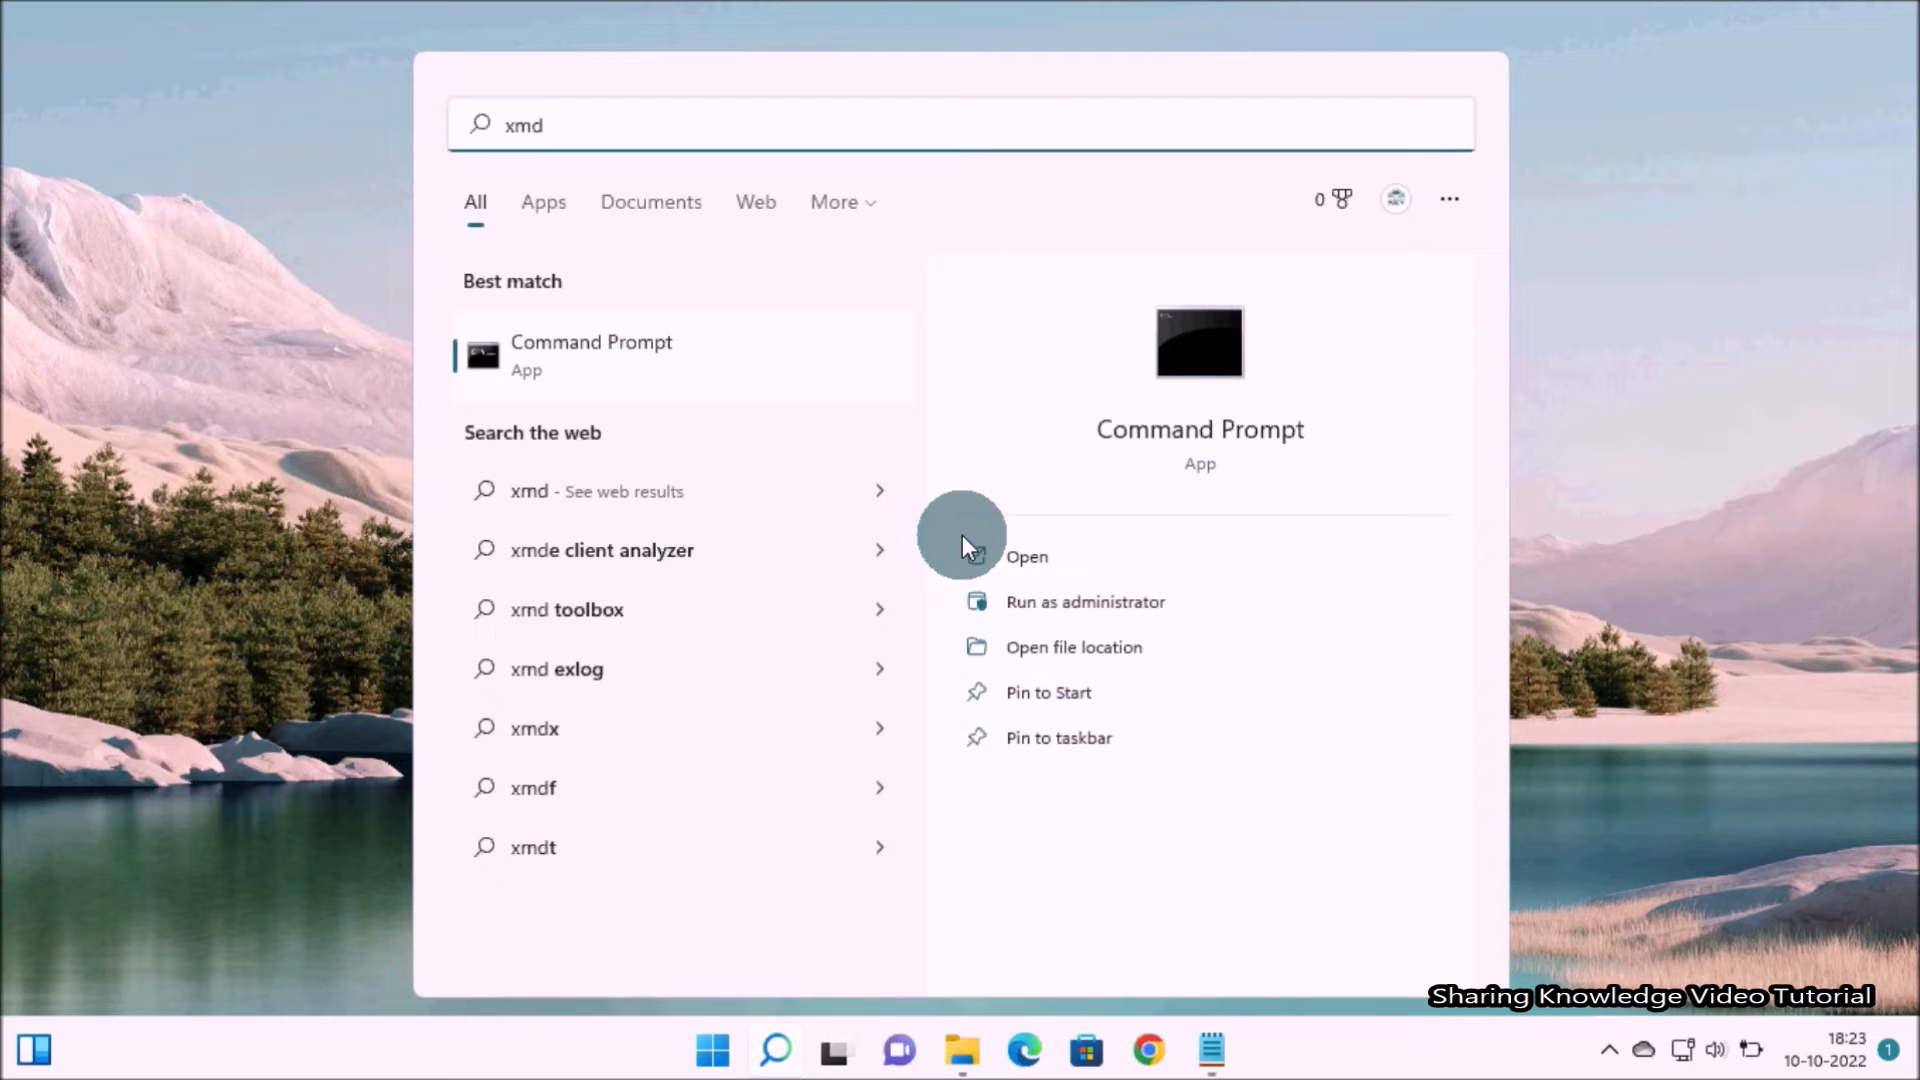 xmd
All Apps Documents Web More
0
Best match
Command Prompt
App
Search the web
xmd - See web results
xmde client analyzer
xmd toolbox
xmd exlog
xmdx
xmdf
xmdt
Command Prompt
App
Open
Run as administrator
Open file location
Pin to Start
Pin to taskbar
Sharing Knowledge Video Tutorial
18:23
10-10-2022
1